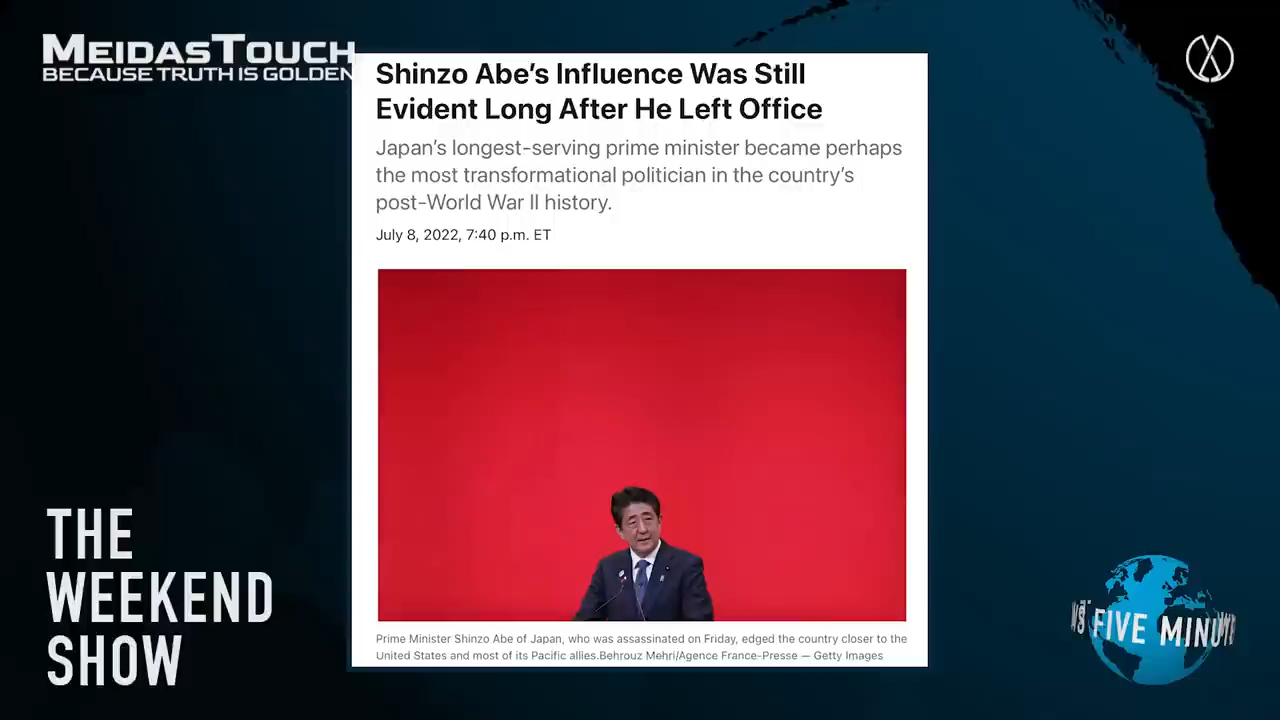 MEIDASTOUCH
BECAUSE TRUTH IS GOLDEN
Shinzo Abe's Influence Was Still
Evident Long After He Left Office
Japan's longest-serving prime minister became perhaps
the most transformational politician in the country's
post-World War II history.
July 8, 2022, 7:40 p.m. ET
Prime Minister Shinzo Abe of Japan, who was assassinated on Friday, edged the country closer to the
United States and most of its Pacific allies.Behrouz Mehri/Agence France-Presse — Getty Images
THE
WEEKEND
SHOW
FIVE